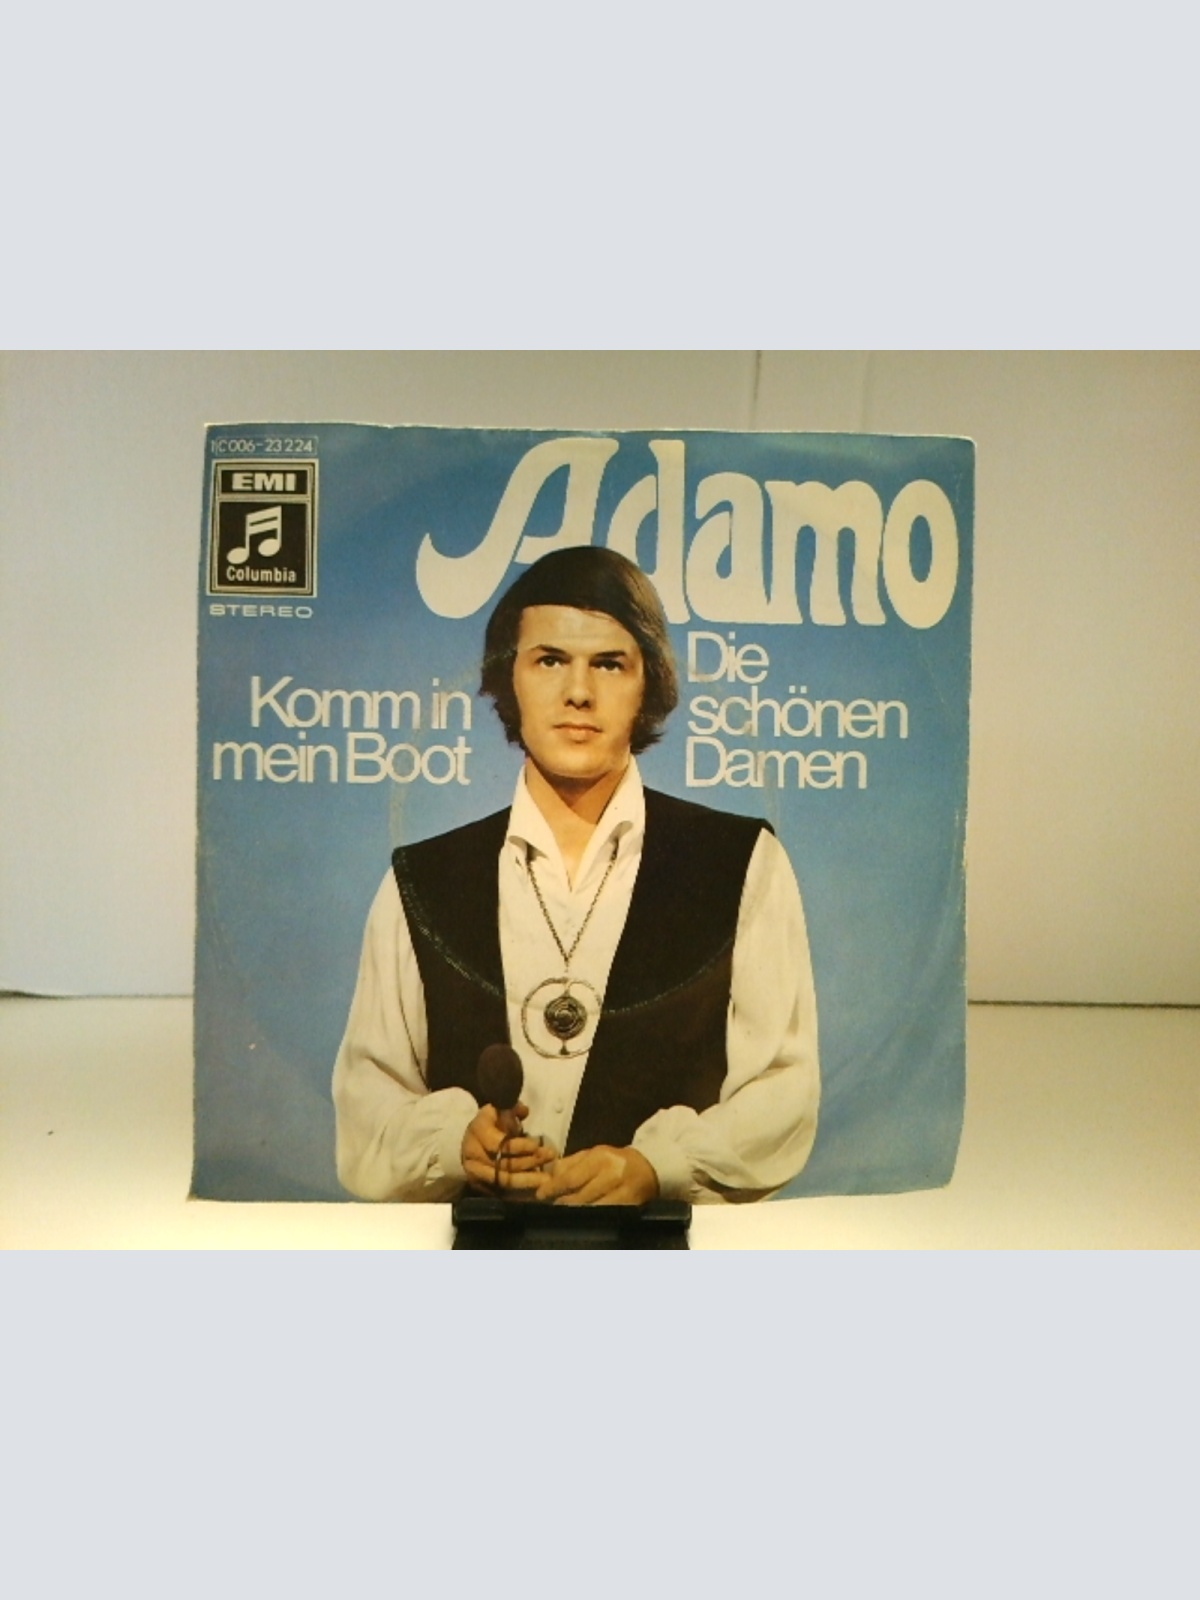 1C006-23224
EMI
Columbia
STEREO
Adamo
Komm in
mein Boot
Die
schönen
Damen